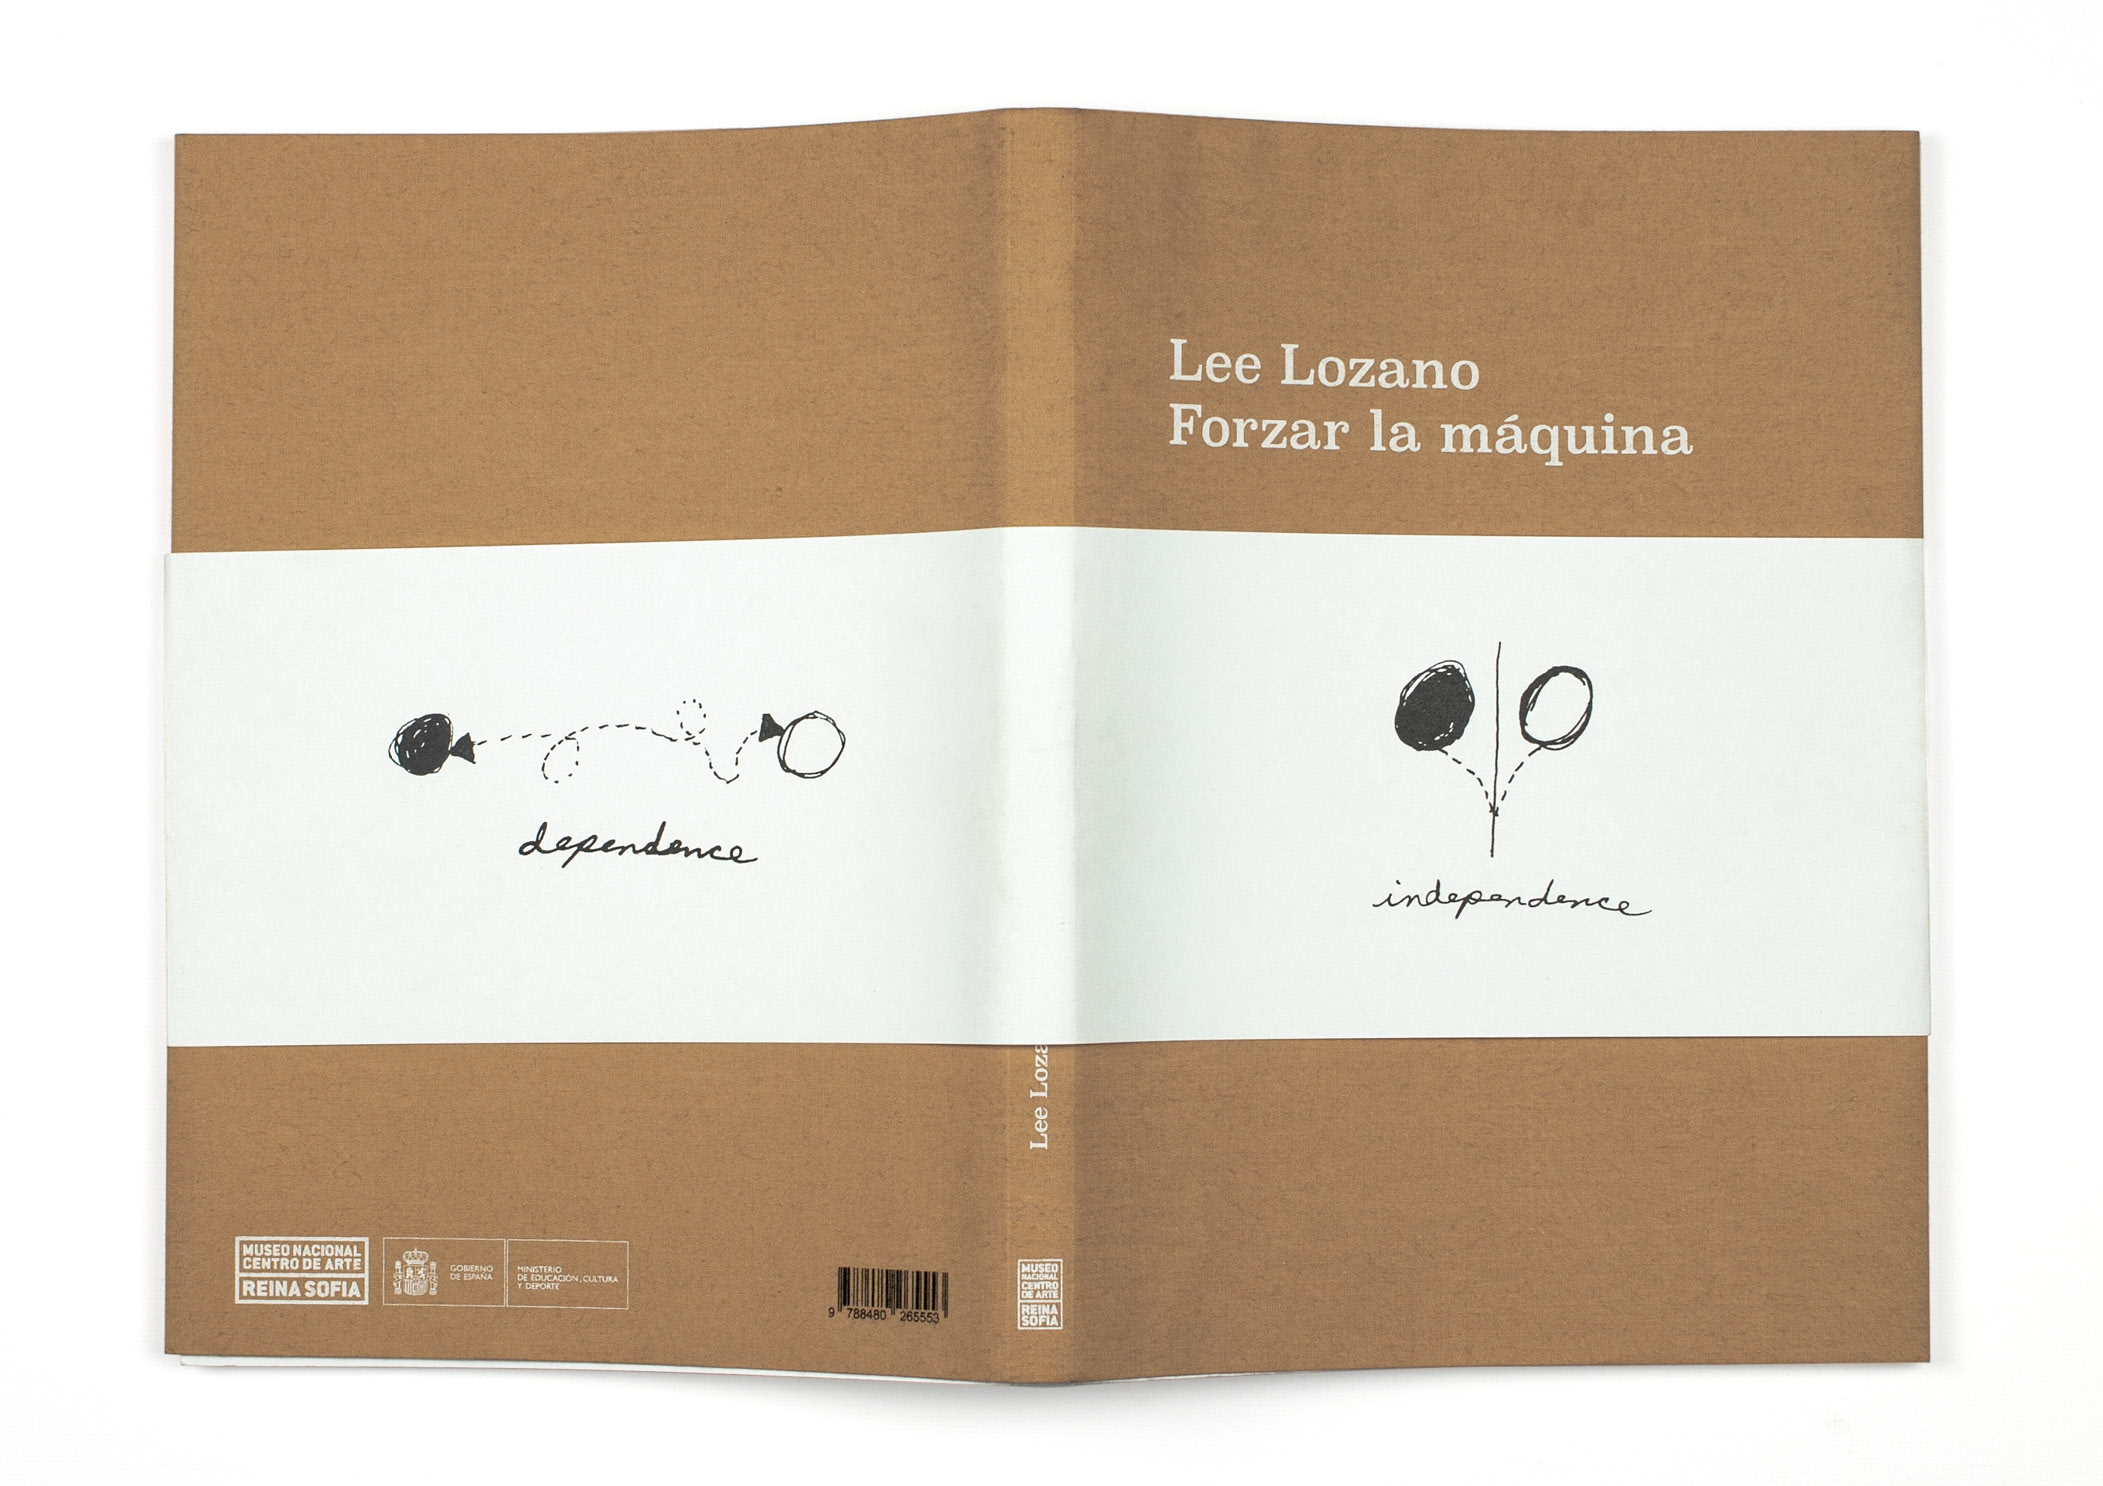 Lee Lozano
Forzar la máquina
dependence
independence
Lee Loza
MUSEO NACIONAL
CENTRO DE ARTE
REINA SOFIA
GOBIERNO
DE ESPAÑA
MINISTERIO
DE EDUCACIÓN, CULTURA
Y DEPORTE
9 788480 265553
MUSEO
NACIONAL
CENTRO
DE ARTE
REINA
SOFIA